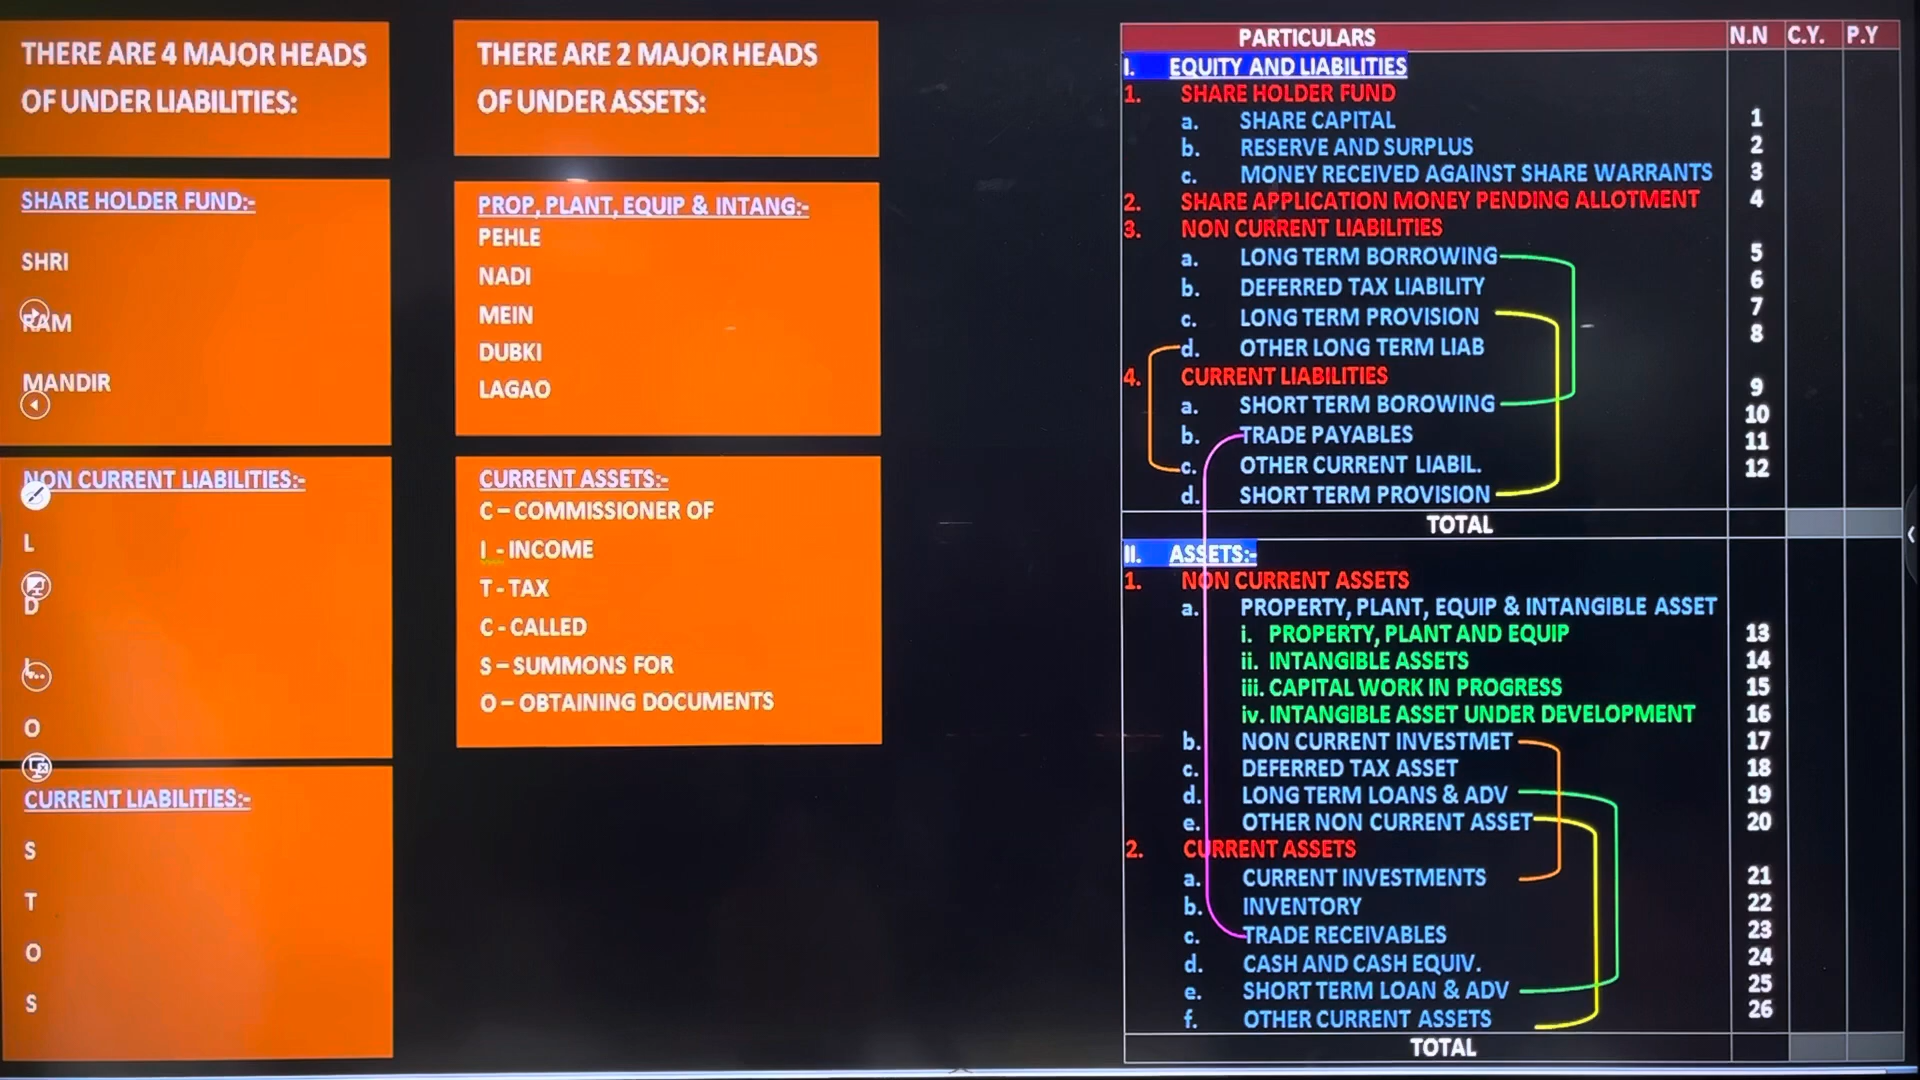 THERE ARE 4 MAJOR HEADS
OF UNDER LIABILITIES:
SHARE HOLDER FUND:-
SHRI
RAM
MANDIR
NON CURRENT LIABILITIES:-
L
D
L
O
CURRENT LIABILITIES:-
S
T
O
S
THERE ARE 2 MAJOR HEADS
OF UNDER ASSETS:
PROP, PLANT, EQUIP & INTANG:-
PEHLE
NADI
MEIN
DUBKI
LAGAO
CURRENT ASSETS:-
C – COMMISSIONER OF
I - INCOME
T - TAX
C - CALLED
S – SUMMONS FOR
O – OBTAINING DOCUMENTS
PARTICULARS N.N C.Y. P.Y
I. EQUITY AND LIABILITIES
1. SHARE HOLDER FUND
a. SHARE CAPITAL 1
b. RESERVE AND SURPLUS 2
c. MONEY RECEIVED AGAINST SHARE WARRANTS 3
2. SHARE APPLICATION MONEY PENDING ALLOTMENT 4
3. NON CURRENT LIABILITIES
a. LONG TERM BORROWING 5
b. DEFERRED TAX LIABILITY 6
c. LONG TERM PROVISION 7
d. OTHER LONG TERM LIAB 8
4. CURRENT LIABILITIES
a. SHORT TERM BOROWING 9
b. TRADE PAYABLES 10
c. OTHER CURRENT LIABIL. 11
d. SHORT TERM PROVISION 12
TOTAL
II. ASSETS:-
1. NON CURRENT ASSETS
a. PROPERTY, PLANT, EQUIP & INTANGIBLE ASSET
i. PROPERTY, PLANT AND EQUIP 13
ii. INTANGIBLE ASSETS 14
iii. CAPITAL WORK IN PROGRESS 15
iv. INTANGIBLE ASSET UNDER DEVELOPMENT 16
b. NON CURRENT INVESTMET 17
c. DEFERRED TAX ASSET 18
d. LONG TERM LOANS & ADV 19
e. OTHER NON CURRENT ASSET 20
2. CURRENT ASSETS
a. CURRENT INVESTMENTS 21
b. INVENTORY 22
c. TRADE RECEIVABLES 23
d. CASH AND CASH EQUIV. 24
e. SHORT TERM LOAN & ADV 25
f. OTHER CURRENT ASSETS 26
TOTAL